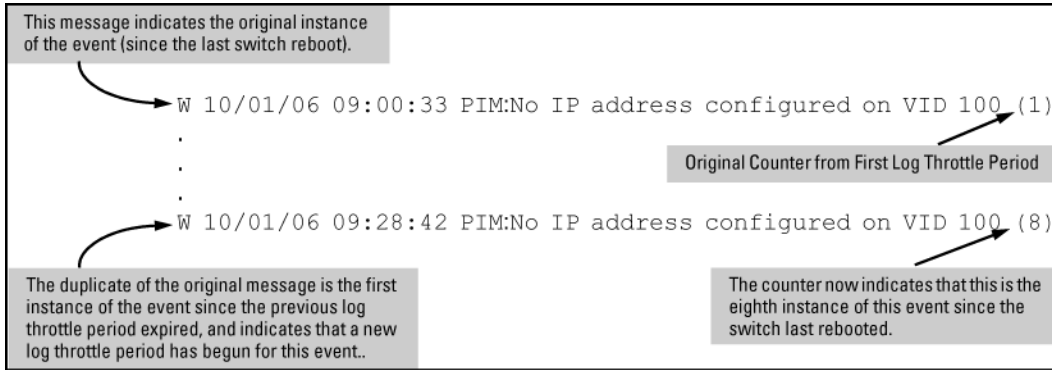 This message indicates the original instance
of the event (since the last switch reboot).
W 10/01/06 09:00:33 PIM:No IP address configured on VID 100 (1)
.
.
.
Original Counter from First Log Throttle Period
W 10/01/06 09:28:42 PIM:No IP address configured on VID 100 (8)
The duplicate of the original message is the first
instance of the event since the previous log
throttle period expired, and indicates that a new
log throttle period has begun for this event..
The counter now indicates that this is the
eighth instance of this event since the
switch last rebooted.